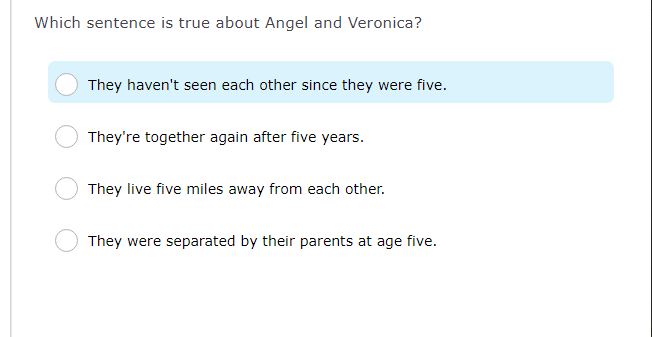 Which sentence is true about Angel and Veronica?
They haven't seen each other since they were five.
They're together again after five years.
They live five miles away from each other.
They were separated by their parents at age five.